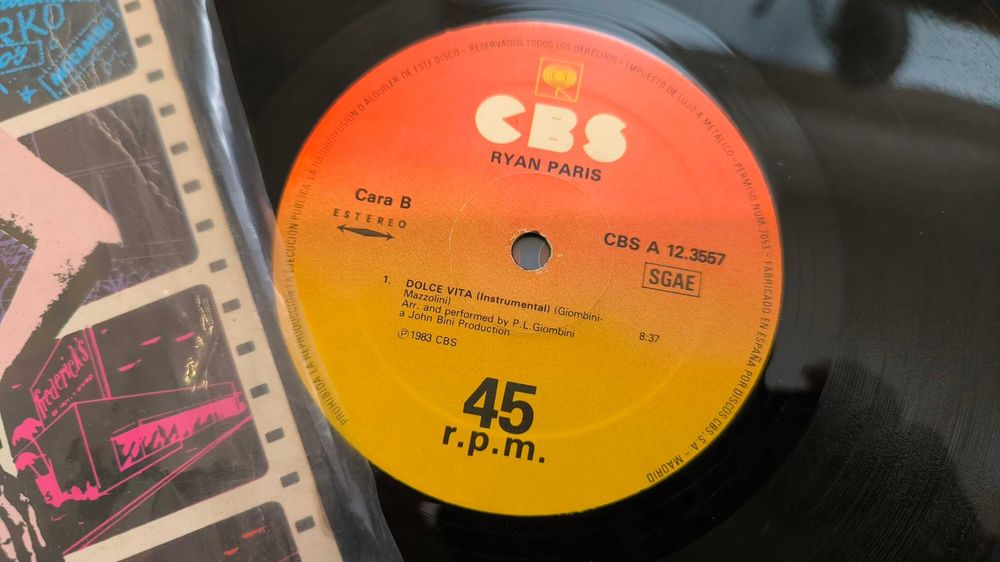 CBS
RYAN PARIS
Cara B
ESTEREO
CBS A 12.3557
SGAE
1. DOLCE VITA (Instrumental) (Giombini-
Mazzolini) 8:37
Arr. and performed by P.L.Giombini
a John Bini Production
℗ 1983 CBS
45
r.p.m.
PROHIBIDA LA REPRODUCCION LA EJECUCION PUBLICA LA RADIODIFUSION O ALQUILER DE ESTE DISCO - RESERVADOS TODOS LOS DERECHOS - IMPUESTO DE LUJO A METALICO - PERMISO NUM 7053 - FABRICADO EN ESPAÑA POR DISCOS CBS, S.A. - MADRID
frederick's